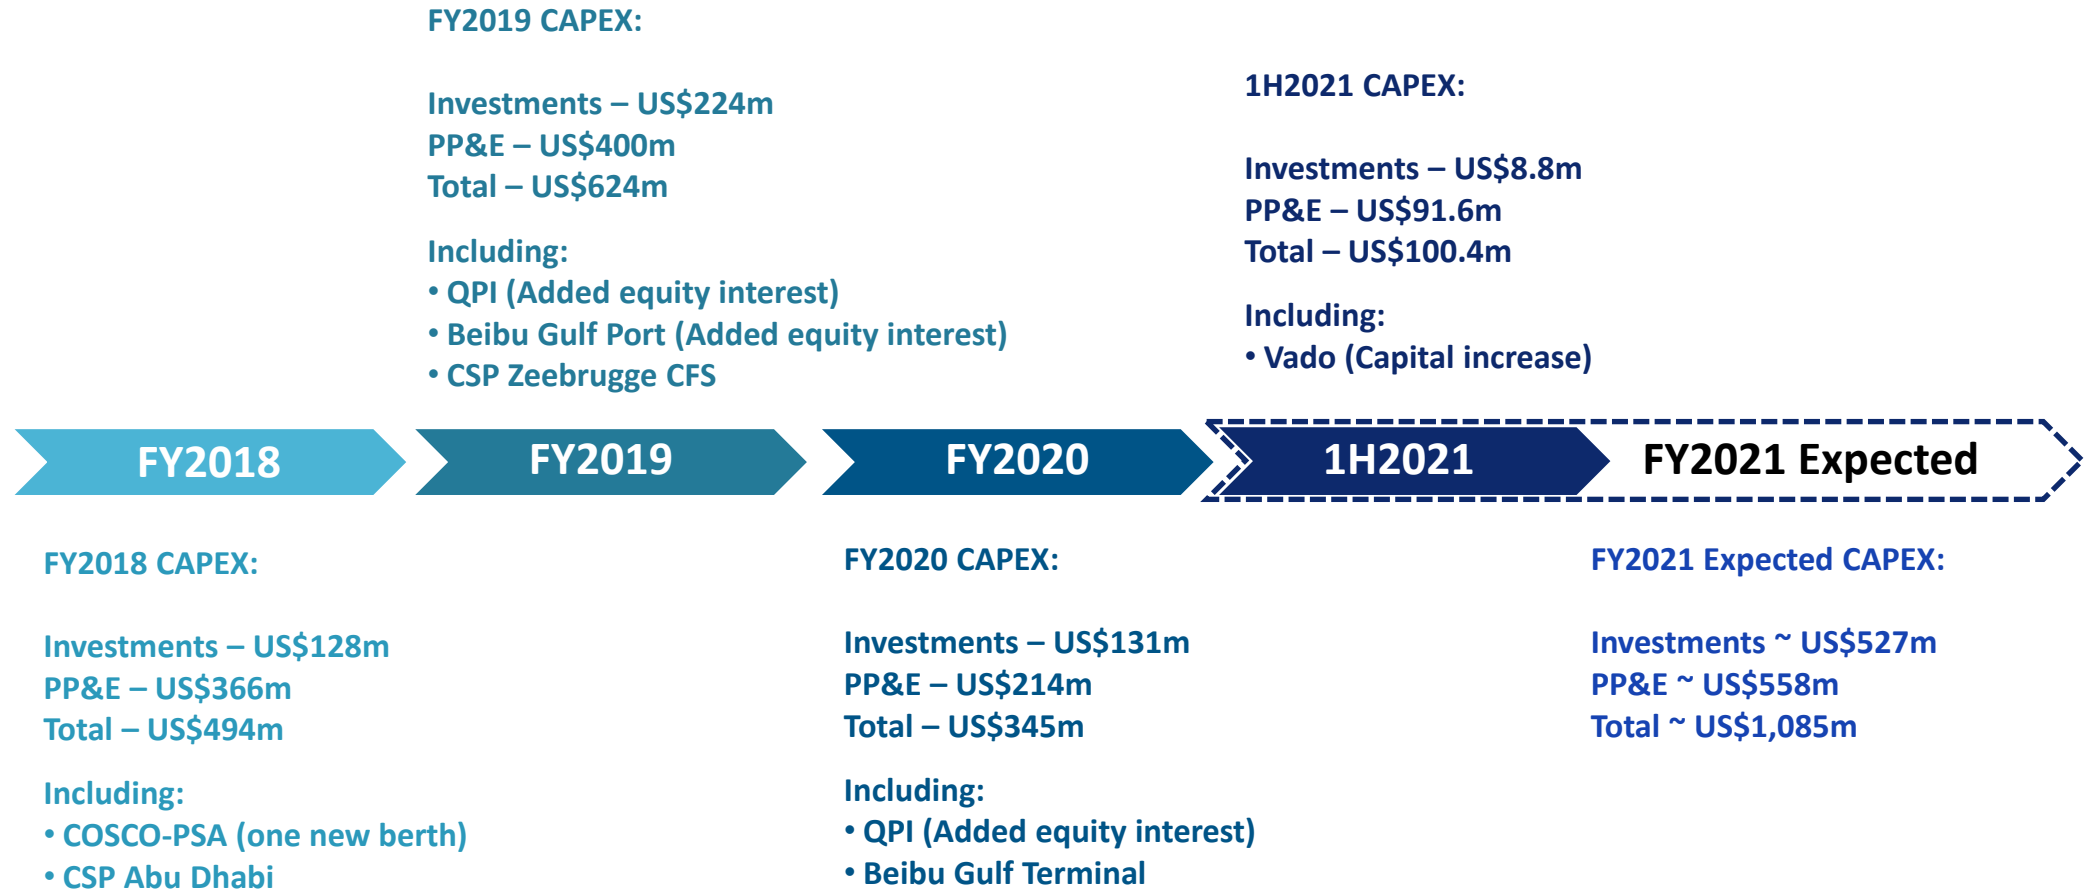 FY2019 CAPEX:
Investments – US$224m
PP&E – US$400m
Total – US$624m
Including:
• QPI (Added equity interest)
• Beibu Gulf Port (Added equity interest)
• CSP Zeebrugge CFS
1H2021 CAPEX:
Investments – US$8.8m
PP&E – US$91.6m
Total – US$100.4m
Including:
• Vado (Capital increase)
FY2018
FY2019
FY2020
1H2021
FY2021 Expected
FY2018 CAPEX:
Investments – US$128m
PP&E – US$366m
Total – US$494m
Including:
• COSCO-PSA (one new berth)
• CSP Abu Dhabi
FY2020 CAPEX:
Investments – US$131m
PP&E – US$214m
Total – US$345m
Including:
• QPI (Added equity interest)
• Beibu Gulf Terminal
FY2021 Expected CAPEX:
Investments ~ US$527m
PP&E ~ US$558m
Total ~ US$1,085m